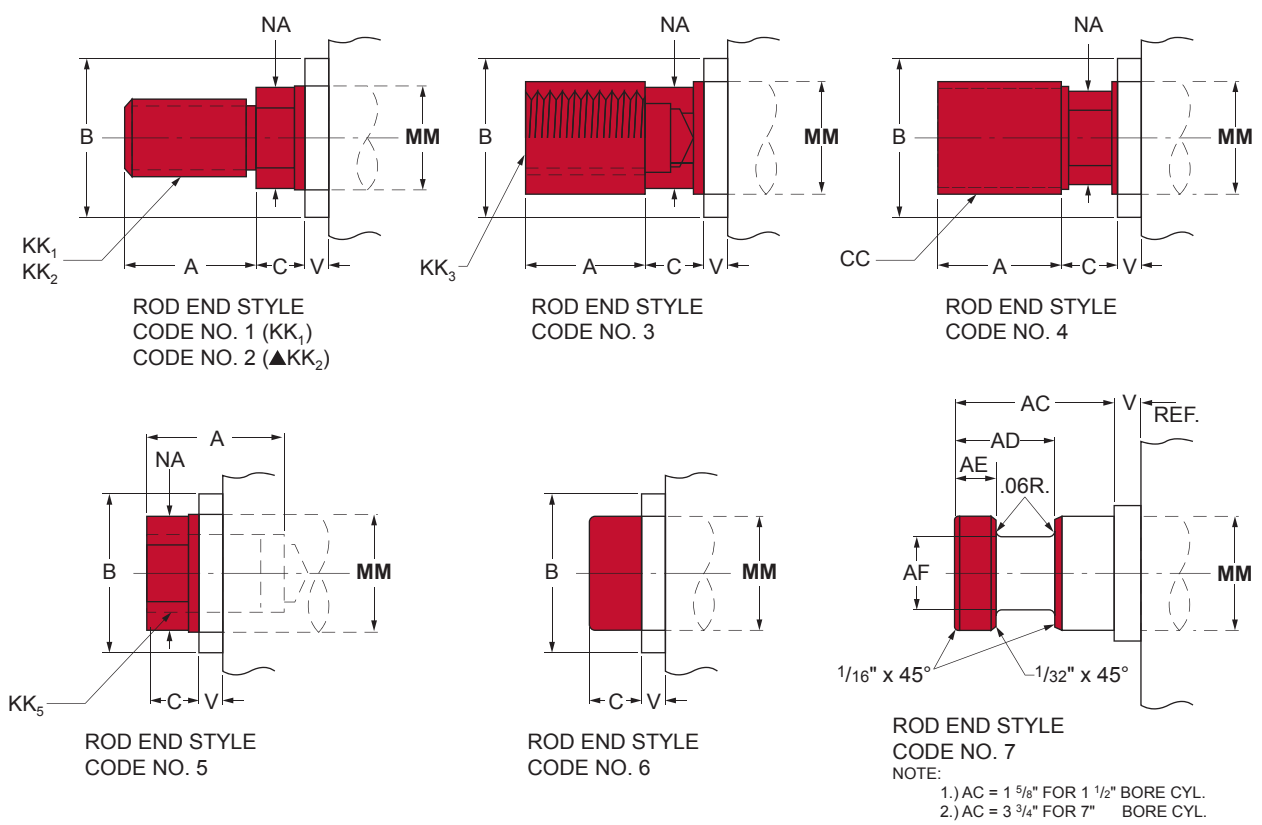 NA
B
MM
KK₁
KK₂
A
C
V
ROD END STYLE
CODE NO. 1 (KK₁)
CODE NO. 2 (▲KK₂)
NA
B
MM
KK₃
A
C
V
ROD END STYLE
CODE NO. 3
NA
B
MM
CC
A
C
V
ROD END STYLE
CODE NO. 4
A
NA
B
MM
KK₅
C
V
ROD END STYLE
CODE NO. 5
B
MM
C
V
ROD END STYLE
CODE NO. 6
AC
V
REF.
AD
AE
.06R.
AF
MM
1/16" x 45°
1/32" x 45°
ROD END STYLE
CODE NO. 7
NOTE:
1.) AC = 1 5/8" FOR 1 1/2" BORE CYL.
2.) AC = 3 3/4" FOR 7" BORE CYL.